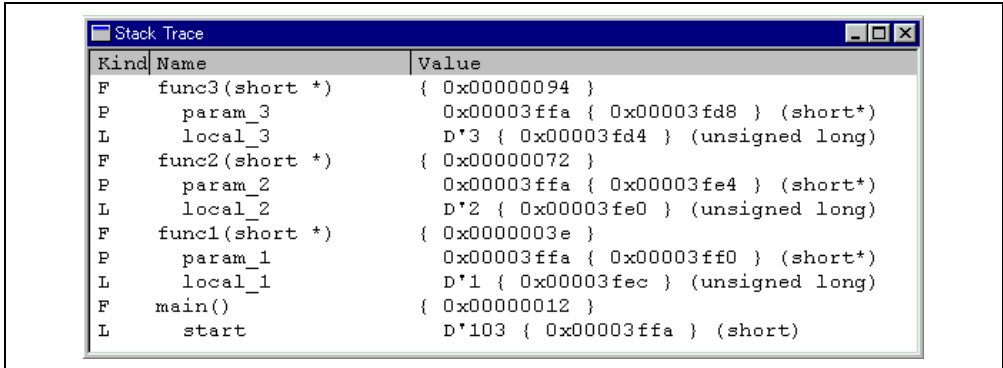 Stack Trace
Kind Name Value
F func3(short *) { 0x00000094 }
P param_3 0x00003ffa { 0x00003fd8 } (short*)
L local_3 D'3 { 0x00003fd4 } (unsigned long)
F func2(short *) { 0x00000072 }
P param_2 0x00003ffa { 0x00003fe4 } (short*)
L local_2 D'2 { 0x00003fe0 } (unsigned long)
F func1(short *) { 0x0000003e }
P param_1 0x00003ffa { 0x00003ff0 } (short*)
L local_1 D'1 { 0x00003fec } (unsigned long)
F main() { 0x00000012 }
L start D'103 { 0x00003ffa } (short)